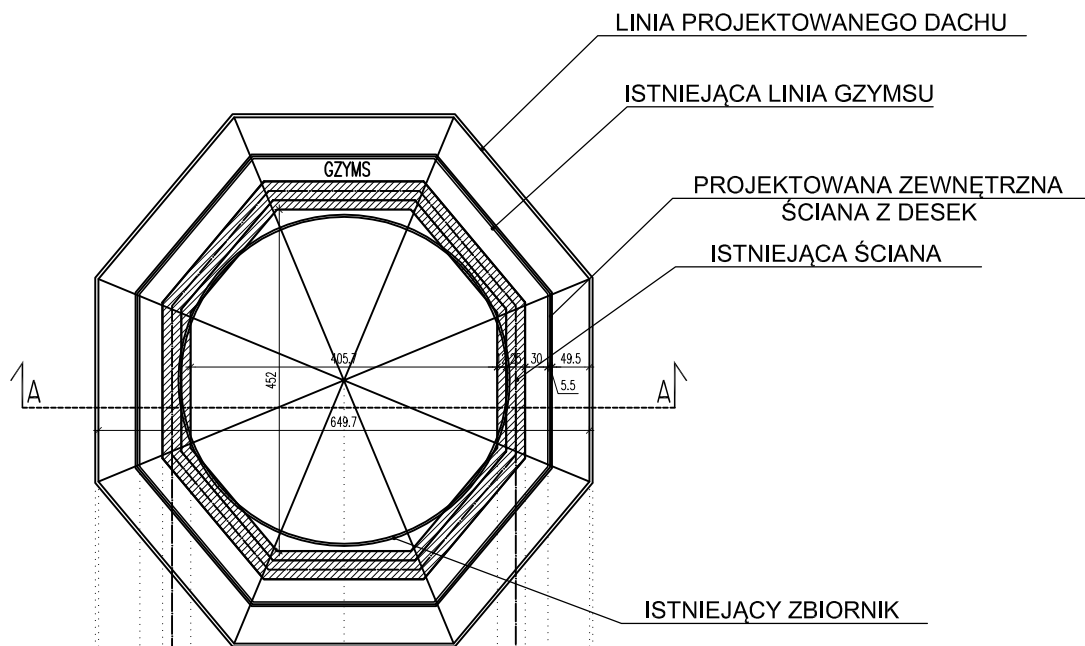 LINIA PROJEKTOWANEGO DACHU
ISTNIEJĄCA LINIA GZYMSU
GZYMS
PROJEKTOWANA ZEWNĘTRZNA
ŚCIANA Z DESEK
ISTNIEJĄCA ŚCIANA
405.7 25 30 49.5
452
5.5
A A
649.7
ISTNIEJĄCY ZBIORNIK